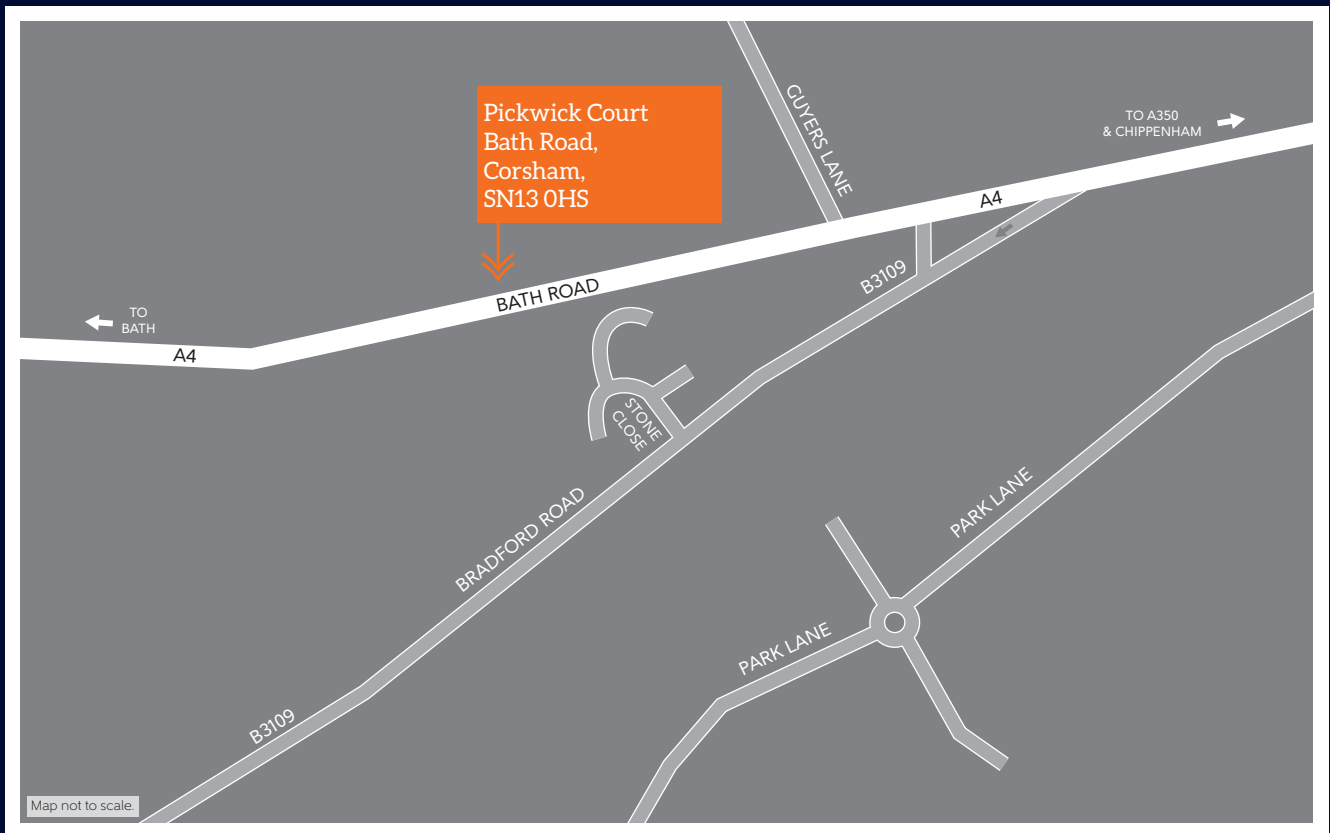 Pickwick Court
Bath Road,
Corsham,
SN13 0HS
GUYERS LANE
TO A350
& CHIPPENHAM
A4
B3109
BATH ROAD
TO
BATH
A4
STONE
CLOSE
BRADFORD ROAD
PARK LANE
PARK LANE
B3109
Map not to scale.